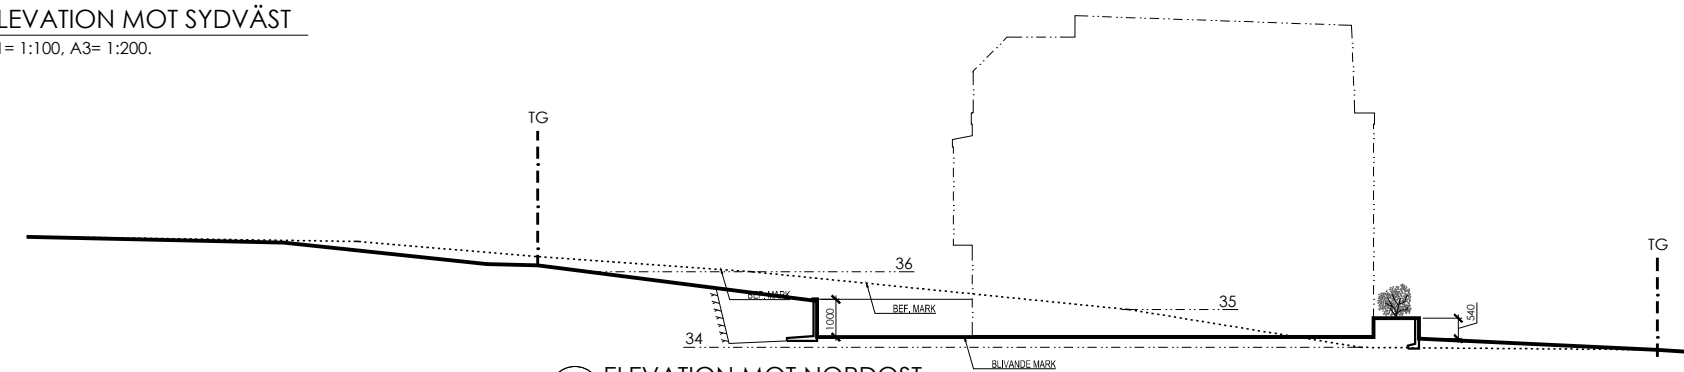 LEVATION MOT SYDVÄST
1= 1:100, A3= 1:200.
TG
TG
36
BEF. MARK
BEF. MARK
35
1000
540
34
BLIVANDE MARK
ELEVATION MOT NORDOST